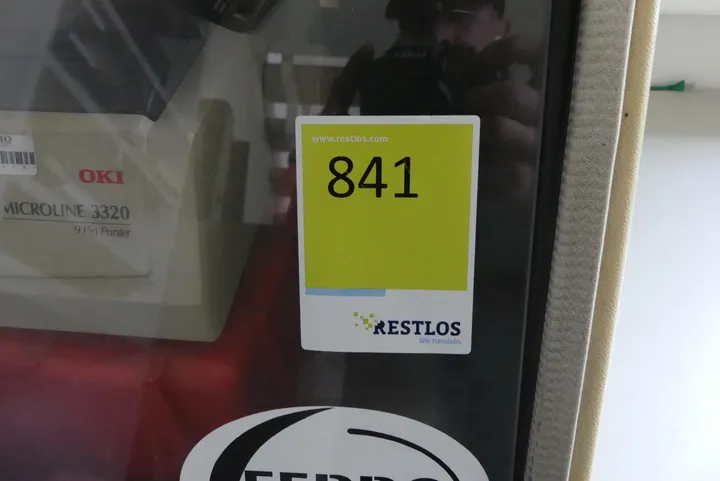 www.restlos.com
841
RESTLOS
Wir handeln.
OKI
MICROLINE 3320
9 Pin Printer